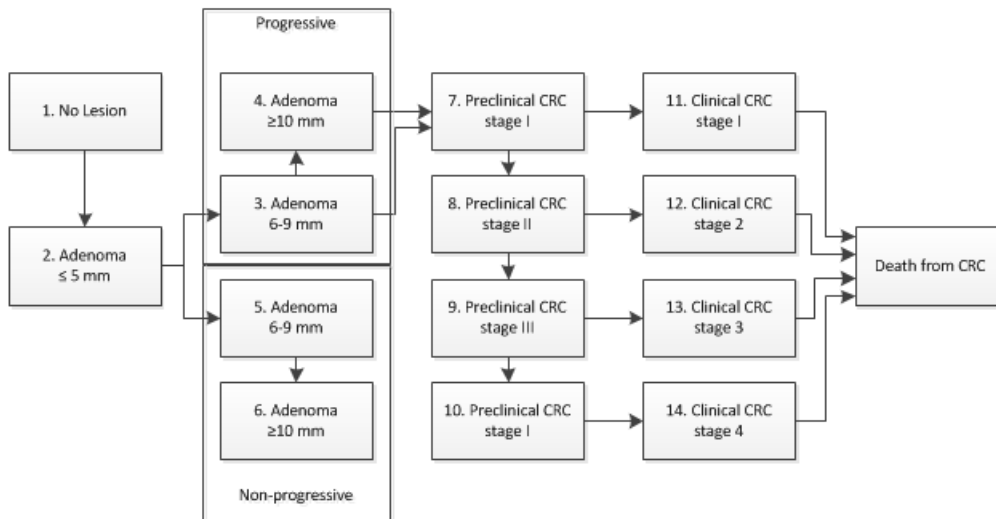 Progressive
1. No Lesion
2. Adenoma
≤ 5 mm
4. Adenoma
≥10 mm
3. Adenoma
6-9 mm
5. Adenoma
6-9 mm
6. Adenoma
≥10 mm
Non-progressive
7. Preclinical CRC
stage I
8. Preclinical CRC
stage II
9. Preclinical CRC
stage III
10. Preclinical CRC
stage I
11. Clinical CRC
stage I
12. Clinical CRC
stage 2
13. Clinical CRC
stage 3
14. Clinical CRC
stage 4
Death from CRC